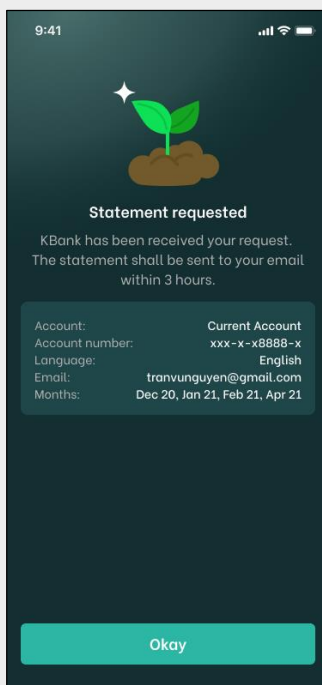 9:41
Statement requested
KBank has been received your request.
The statement shall be sent to your email
within 3 hours.
Account: Current Account
Account number: xxx-x-x8888-x
Language: English
Email: tranvunguyen@gmail.com
Months: Dec 20, Jan 21, Feb 21, Apr 21
Okay